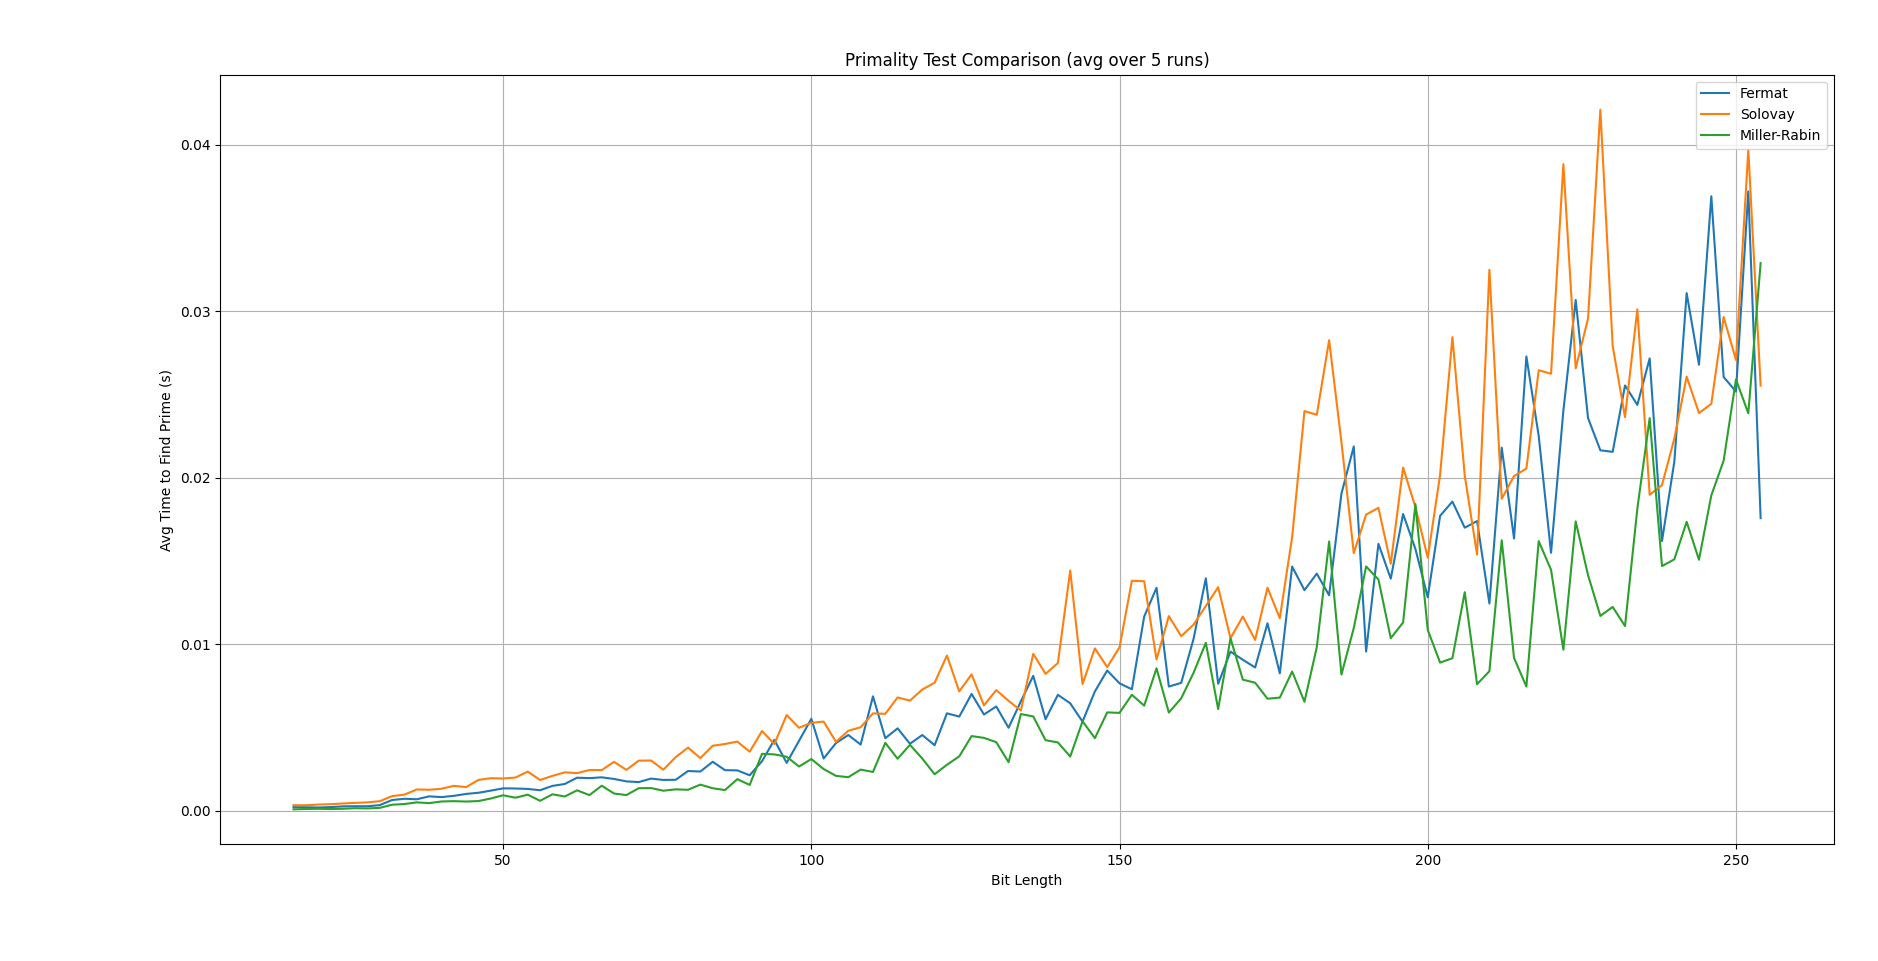 Primality Test Comparison (avg over 5 runs)
Fermat
Solovay
Miller-Rabin
0.04
0.03
0.02
0.01
0.00
Avg Time to Find Prime (s)
50 100 150 200 250
Bit Length